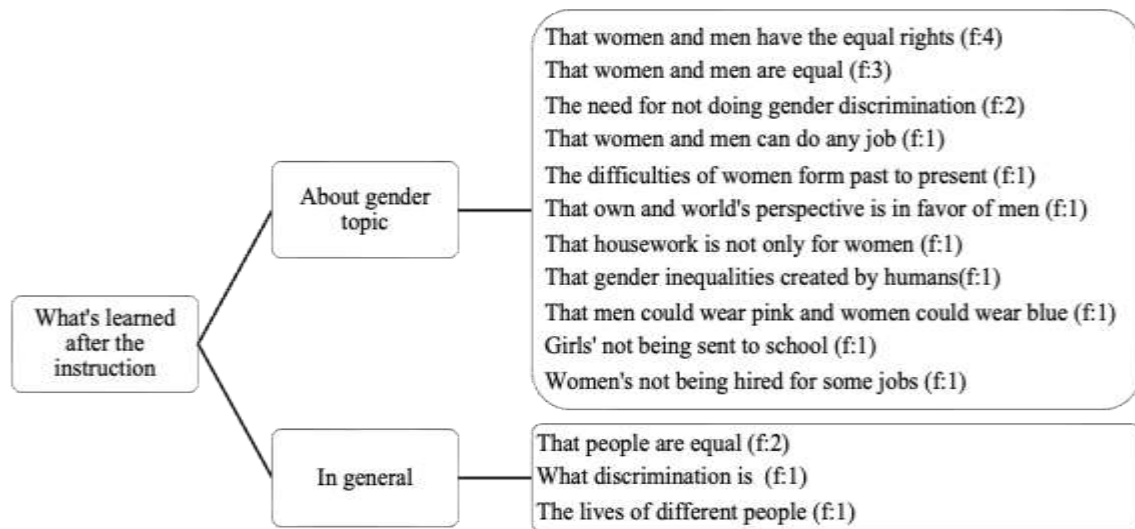 What's learned
after the
instruction
About gender
topic
That women and men have the equal rights (f:4)
That women and men are equal (f:3)
The need for not doing gender discrimination (f:2)
That women and men can do any job (f:1)
The difficulties of women form past to present (f:1)
That own and world's perspective is in favor of men (f:1)
That housework is not only for women (f:1)
That gender inequalities created by humans(f:1)
That men could wear pink and women could wear blue (f:1)
Girls' not being sent to school (f:1)
Women's not being hired for some jobs (f:1)
In general
That people are equal (f:2)
What discrimination is (f:1)
The lives of different people (f:1)